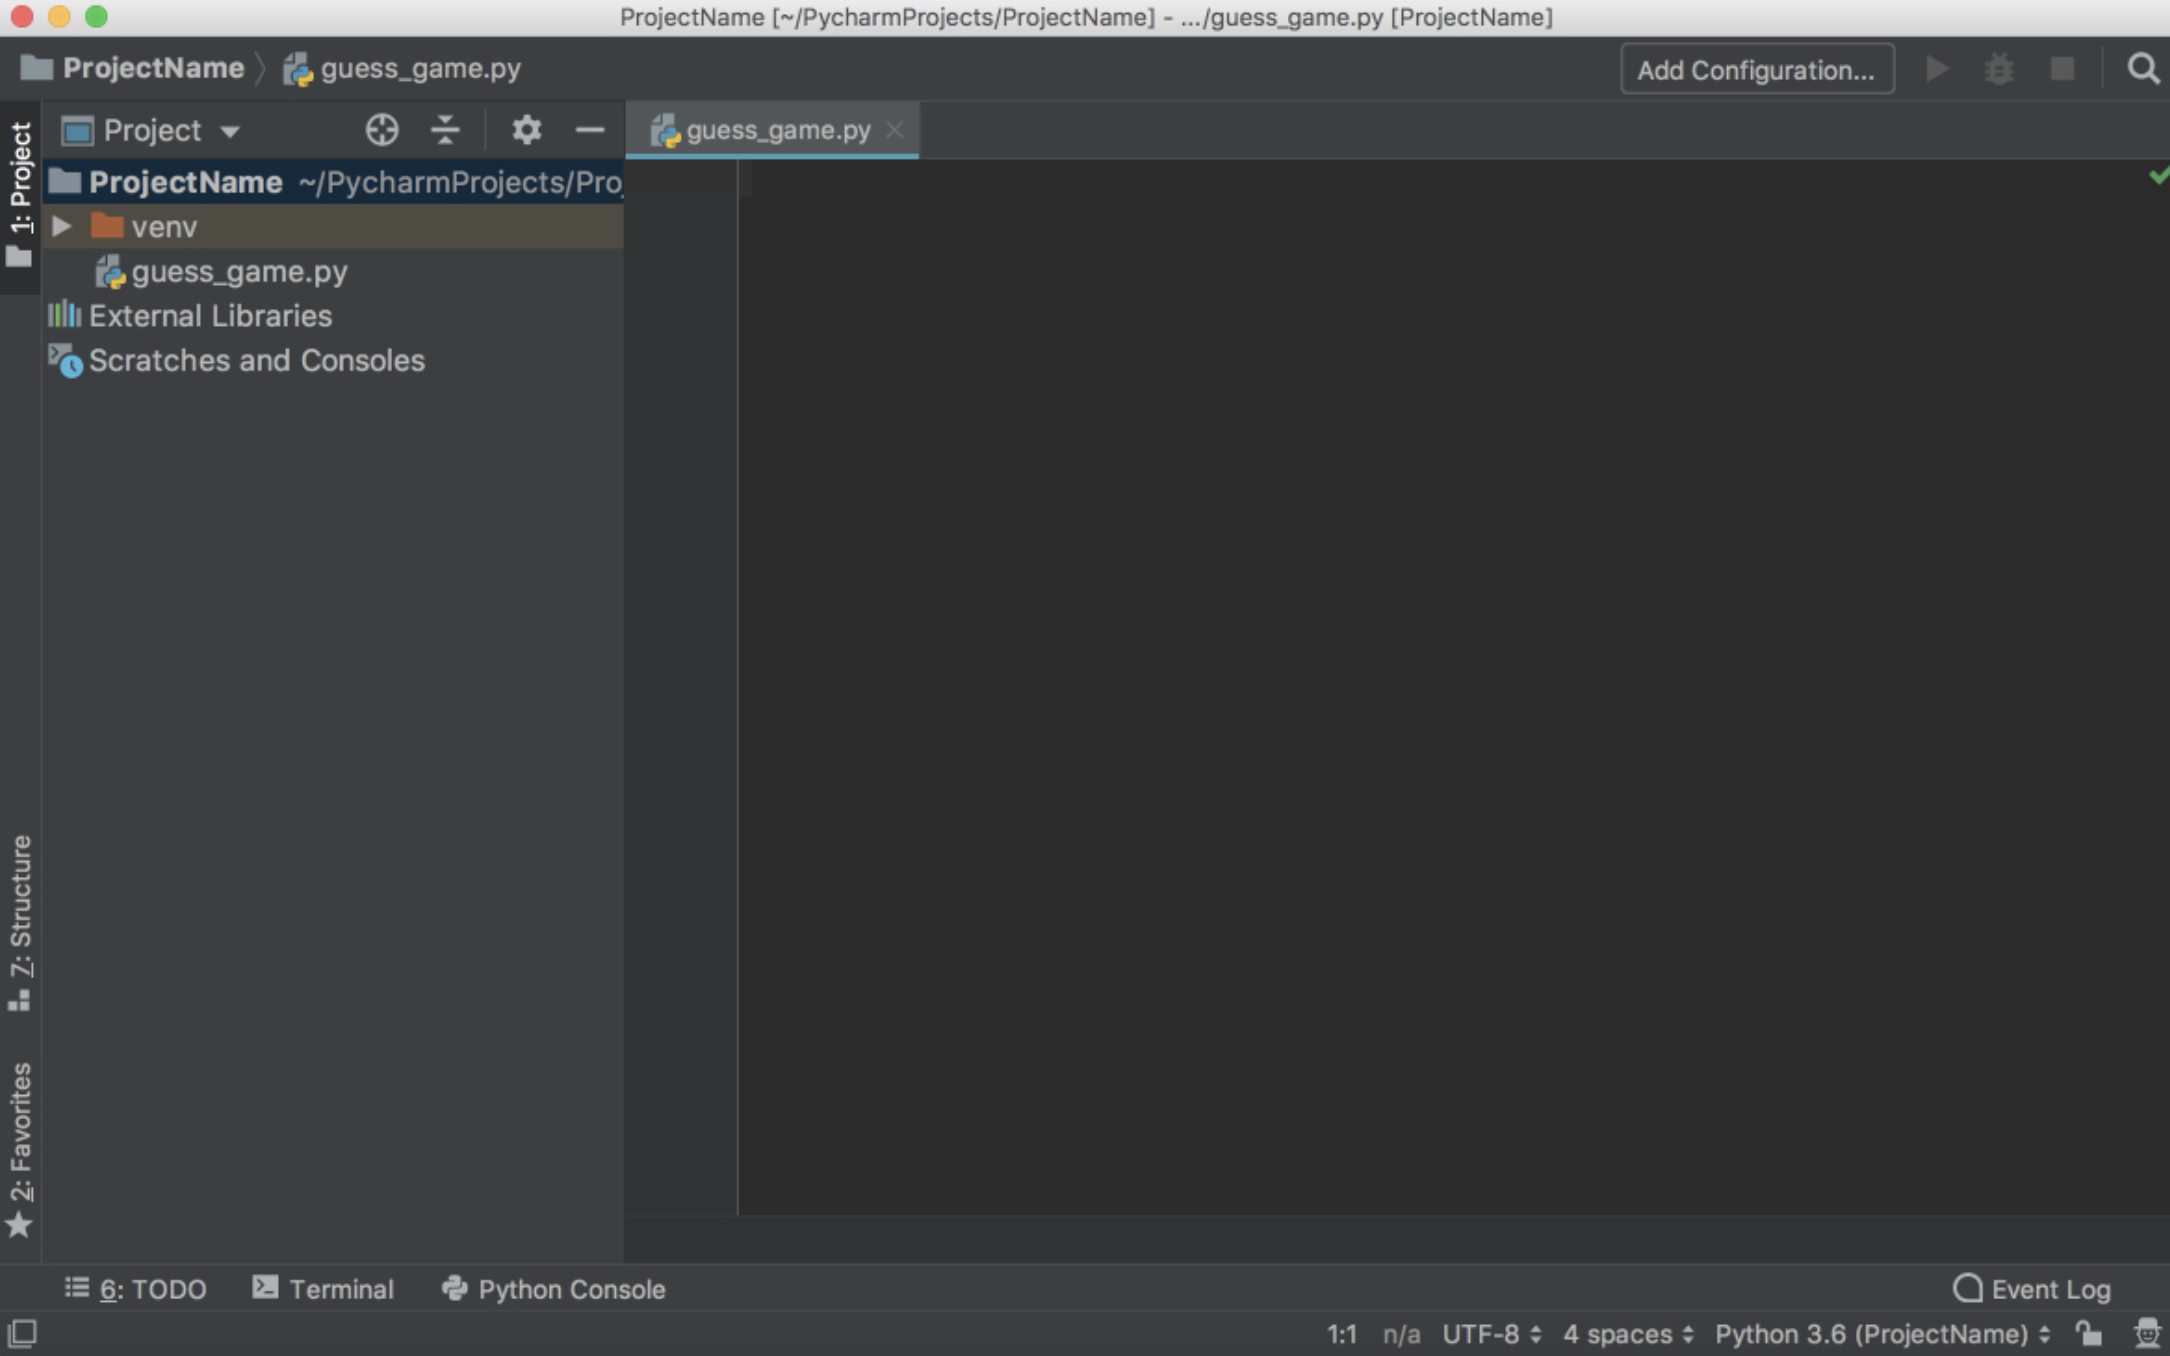 ProjectName [~/PycharmProjects/ProjectName] - .../guess_game.py [ProjectName]
ProjectName
guess_game.py
Add Configuration...
1: Project
Project
guess_game.py
ProjectName ~/PycharmProjects/Pro
venv
guess_game.py
External Libraries
Scratches and Consoles
7: Structure
2: Favorites
6: TODO
Terminal
Python Console
Event Log
1:1 n/a UTF-8 4 spaces Python 3.6 (ProjectName)